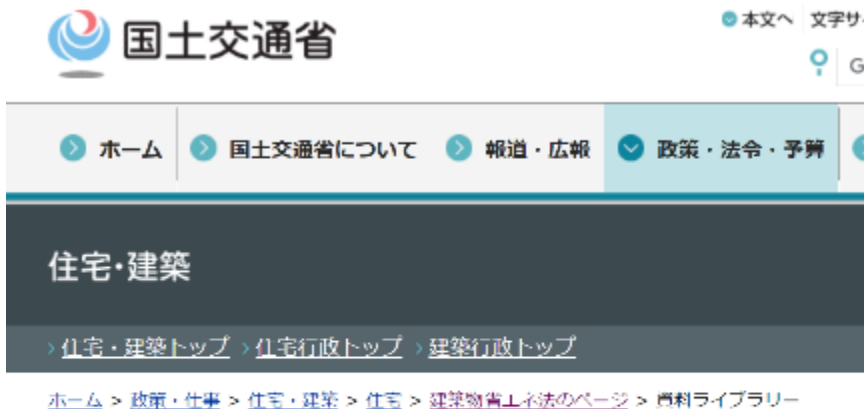 本文へ 文字サ
国土交通省
G
ホーム 国土交通省について 報道・広報 政策・法令・予算
住宅・建築
› 住宅・建築トップ › 住宅行政トップ › 建築行政トップ
ホーム > 政策・仕事 > 住宅・建築 > 住宅 > 建築物省エネ法のページ > 資料ライブラリー